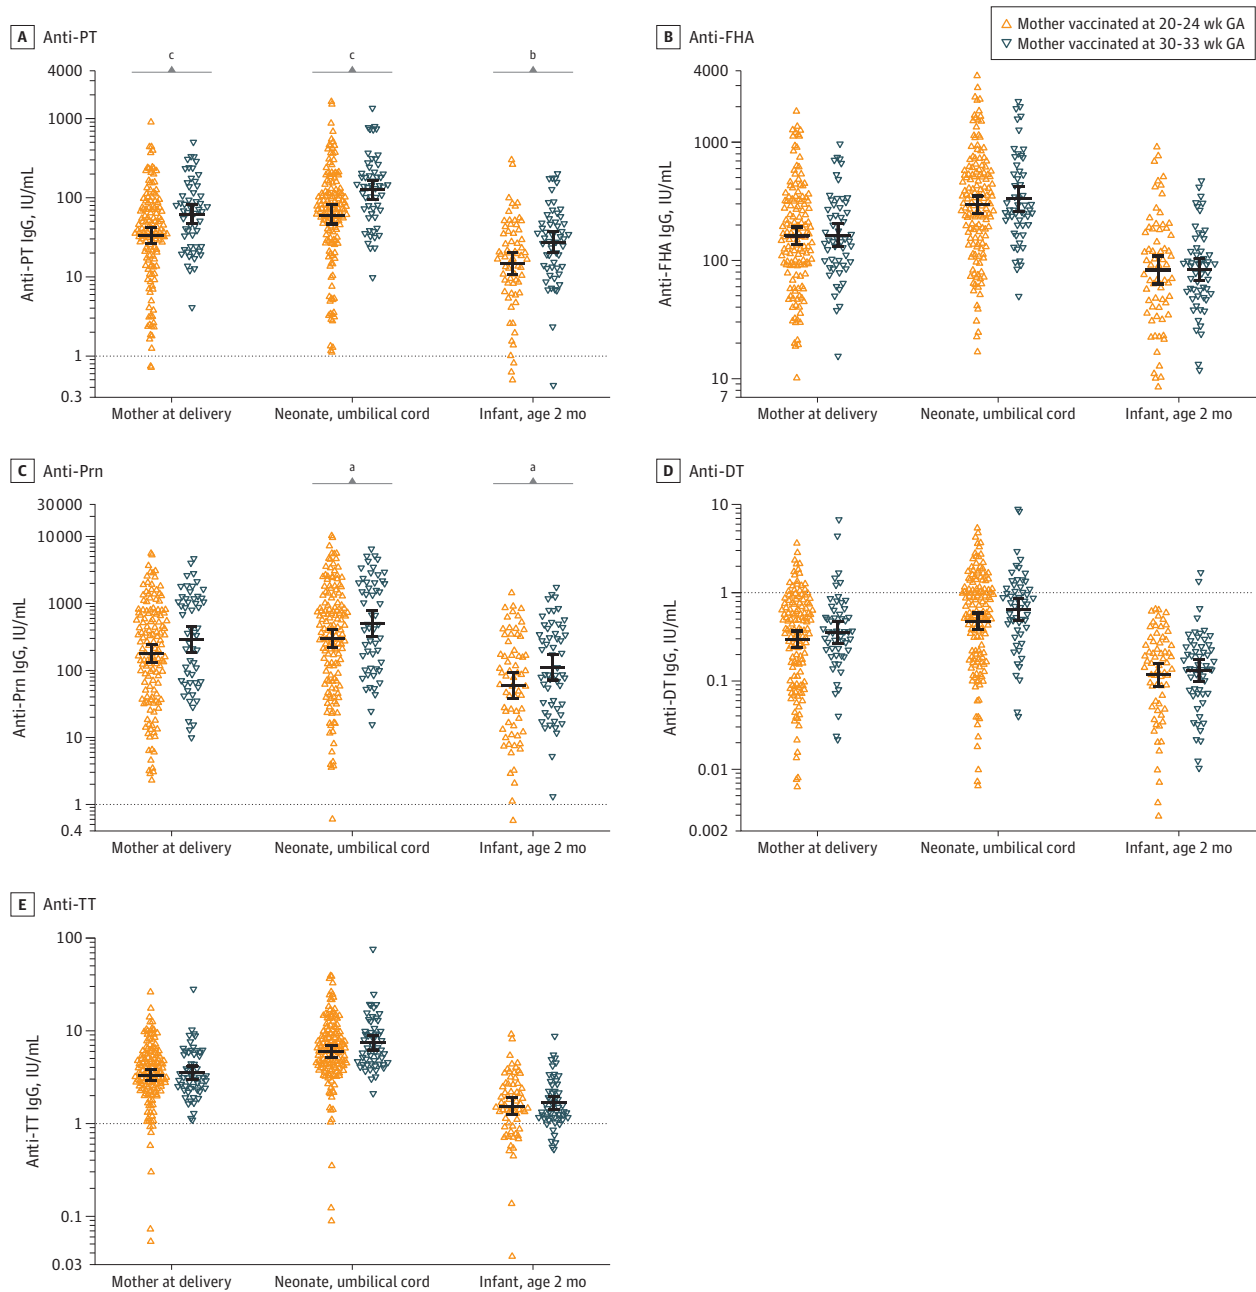 A Anti-PT
c
c
b
4000
1000
100
10
1
0.3
Anti-PT IgG, IU/mL
Mother at delivery
Neonate, umbilical cord
Infant, age 2 mo
B Anti-FHA
Mother vaccinated at 20-24 wk GA
Mother vaccinated at 30-33 wk GA
4000
1000
100
10
7
Anti-FHA IgG, IU/mL
Mother at delivery
Neonate, umbilical cord
Infant, age 2 mo
C Anti-Prn
a
a
30000
10000
1000
100
10
1
0.4
Anti-Prn IgG, IU/mL
Mother at delivery
Neonate, umbilical cord
Infant, age 2 mo
D Anti-DT
10
1
0.1
0.01
0.002
Anti-DT IgG, IU/mL
Mother at delivery
Neonate, umbilical cord
Infant, age 2 mo
E Anti-TT
100
10
1
0.1
0.03
Anti-TT IgG, IU/mL
Mother at delivery
Neonate, umbilical cord
Infant, age 2 mo